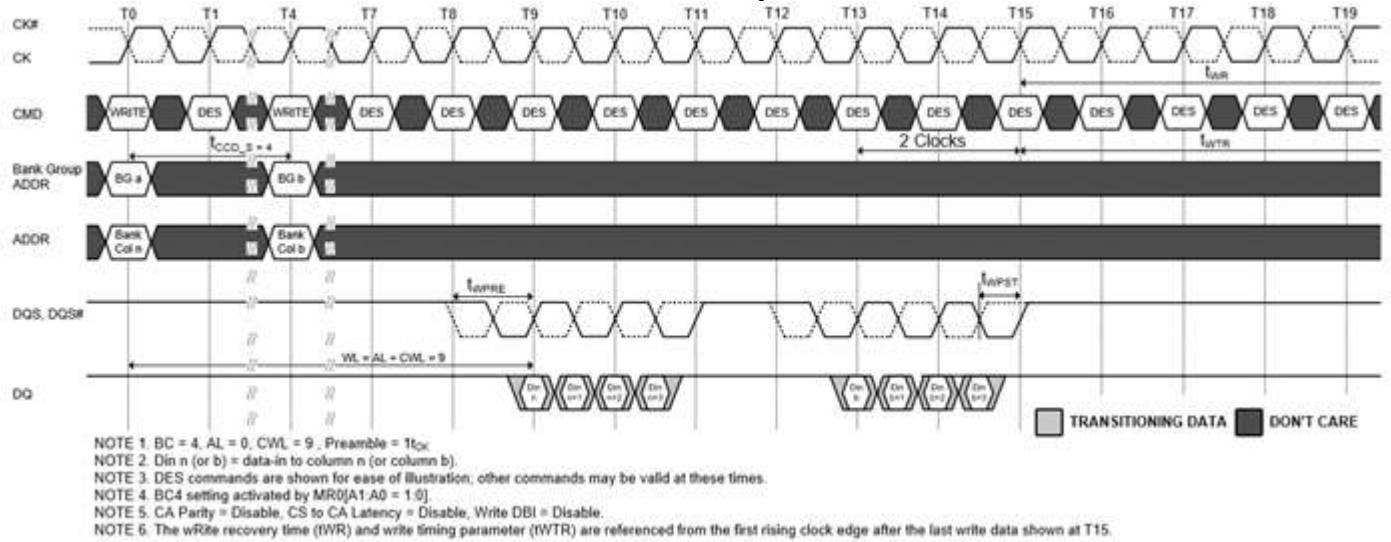 T0 T1 T4 T7 T8 T9 T10 T11 T12 T13 T14 T15 T16 T17 T18 T19
CK#
CK
tWR
CMD WRITE DES WRITE DES DES DES DES DES DES DES DES DES DES DES DES DES
tCCD_S = 4 2 Clocks tWTR
Bank Group
ADDR
BG a BG b
ADDR
Bank
Col n
Bank
Col b
tWPRE tWPST
DQS, DQS#
WL = AL + CWL = 9
DQ
Din
n
Din
n+1
Din
n+2
Din
n+3
Din
b
Din
b+1
Din
b+2
Din
b+3
TRANSITIONING DATA DON'T CARE
NOTE 1. BC = 4, AL = 0, CWL = 9 , Preamble = 1tCK
NOTE 2. Din n (or b) = data-in to column n (or column b).
NOTE 3. DES commands are shown for ease of illustration; other commands may be valid at these times.
NOTE 4. BC4 setting activated by MR0[A1:A0 = 1:0].
NOTE 5. CA Parity = Disable, CS to CA Latency = Disable, Write DBI = Disable.
NOTE 6. The wRite recovery time (tWR) and write timing parameter (tWTR) are referenced from the first rising clock edge after the last write data shown at T15.